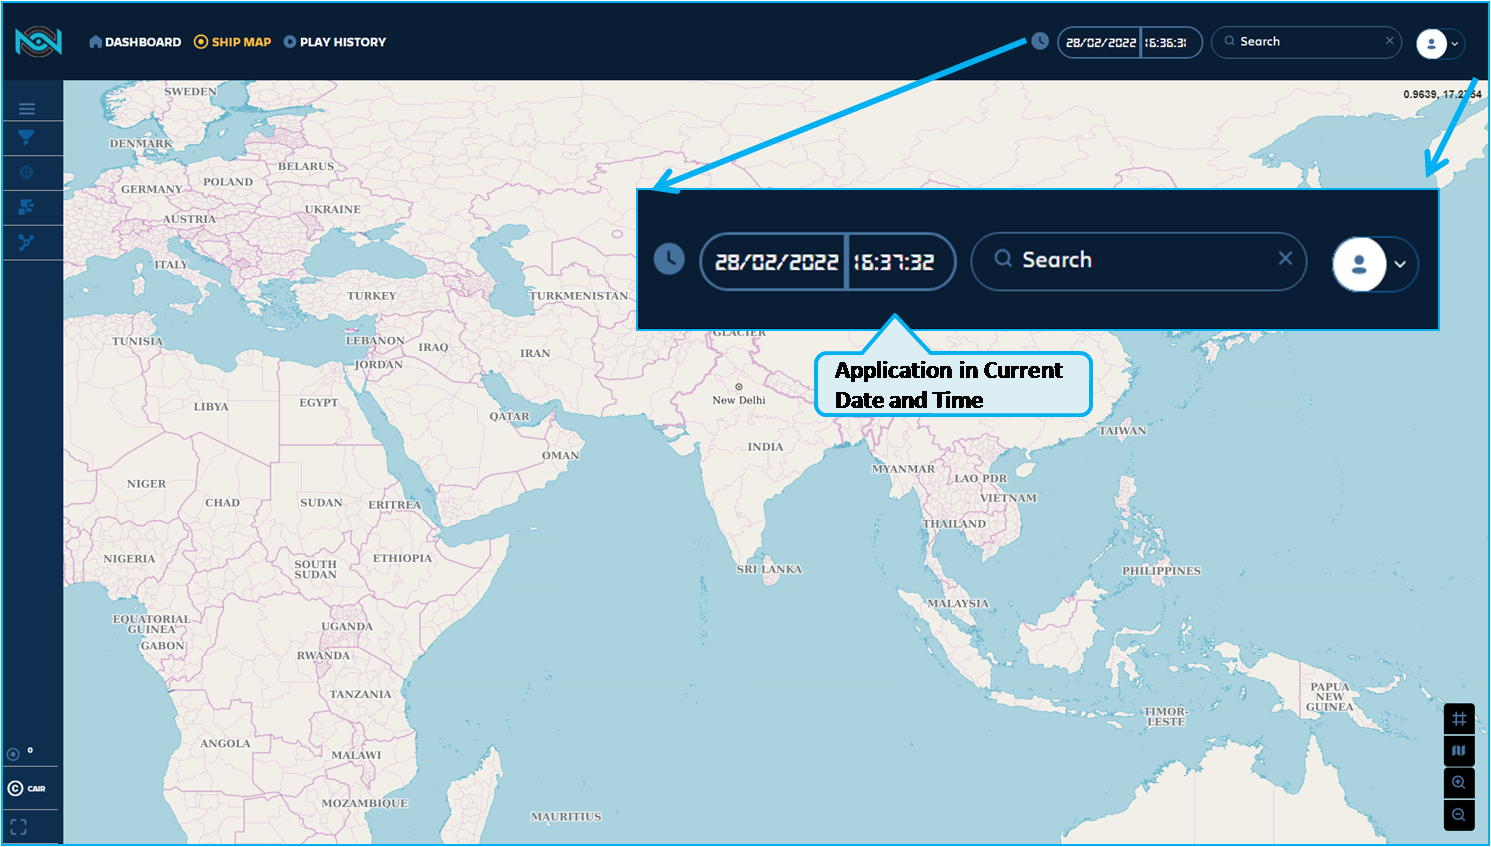 DASHBOARD
SHIP MAP
PLAY HISTORY
28/02/2022
16:36:3
Search
0.9639, 17.2754
SWEDEN
DENMARK
BELARUS
GERMANY
POLAND
AUSTRIA
UKRAINE
ITALY
TURKEY
TURKMENISTAN
28/02/2022
16:37:32
Search
Application in Current
Date and Time
GLACIER
TUNISIA
LEBANON
IRAQ
IRAN
JORDAN
New Delhi
LIBYA
EGYPT
QATAR
TAIWAN
INDIA
OMAN
MYANMAR
NIGER
CHAD
SUDAN
ERITREA
LAO PDR
VIETNAM
THAILAND
NIGERIA
ETHIOPIA
SOUTH
SUDAN
SRI LANKA
PHILIPPINES
MALAYSIA
EQUATORIAL
GUINEA
UGANDA
GABON
RWANDA
TANZANIA
PAPUA
NEW
GUINEA
TIMOR-
LESTE
ANGOLA
MALAWI
0
© CAIR
MOZAMBIQUE
MAURITIUS